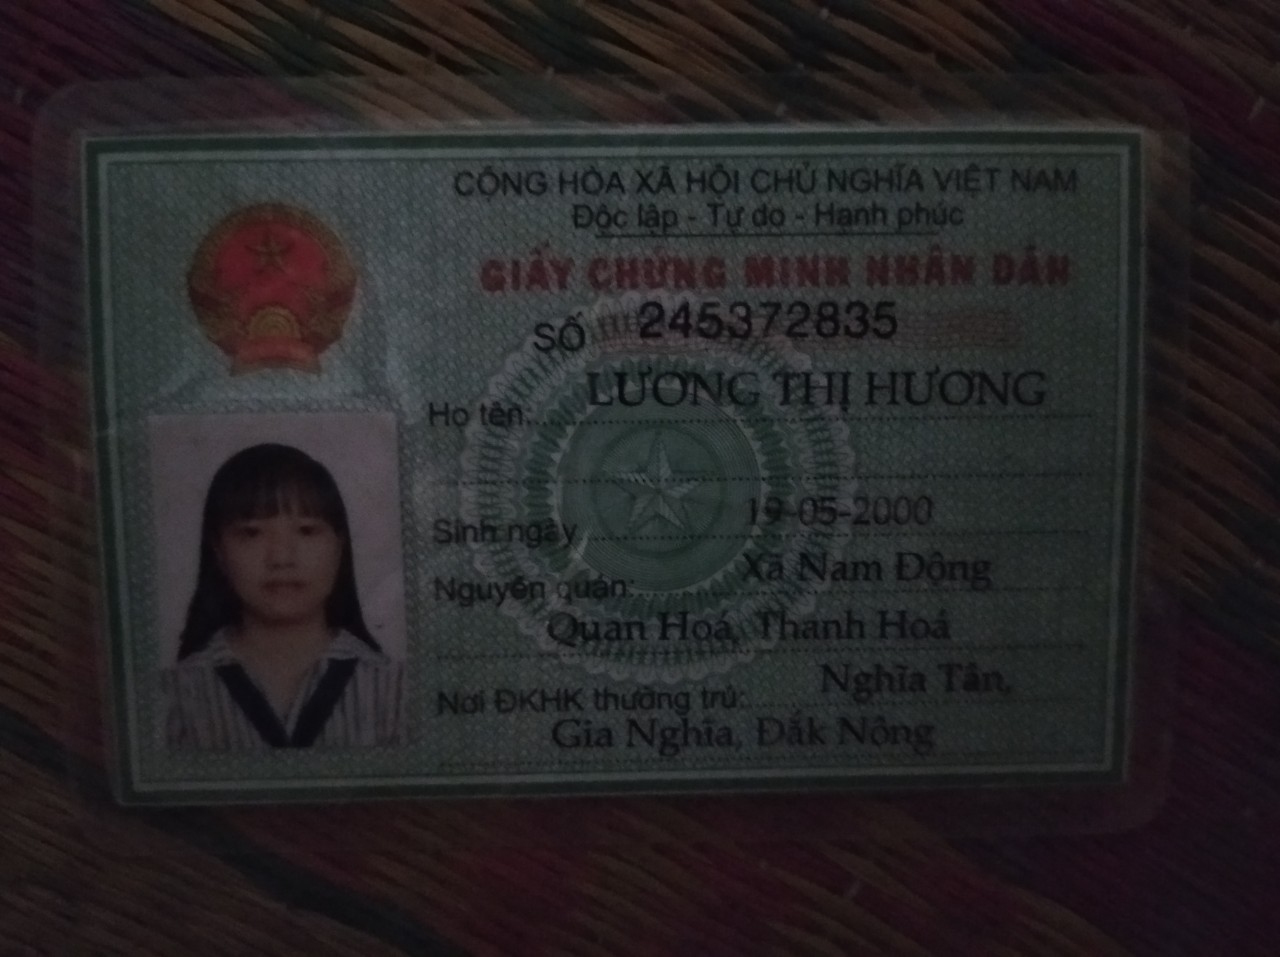 CỘNG HÒA XÃ HỘI CHỦ NGHĨA VIỆT NAM
Độc lập - Tự do - Hạnh phúc
GIẤY CHỨNG MINH NHÂN DÂN
SỐ 245372835
Họ tên: LƯƠNG THỊ HƯƠNG
Sinh ngày 19-05-2000
Nguyên quán: Xã Nam Động
Quan Hoá, Thanh Hoá
Nơi ĐKHK thường trú: Nghĩa Tân,
Gia Nghĩa, Đắk Nông